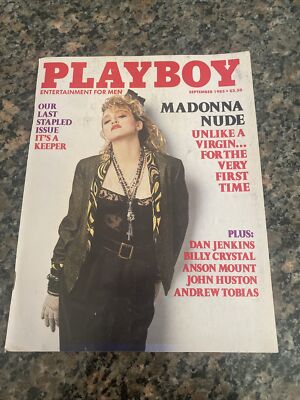 PLAYBOY
ENTERTAINMENT FOR MEN
SEPTEMBER 1985 • $3.50
OUR
LAST
STAPLED
ISSUE
IT'S A
KEEPER
MADONNA
NUDE
UNLIKE A
VIRGIN...
FOR THE
VERY
FIRST
TIME
PLUS:
DAN JENKINS
BILLY CRYSTAL
ANSON MOUNT
JOHN HUSTON
ANDREW TOBIAS